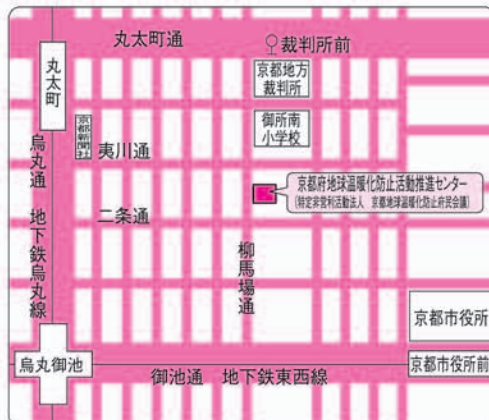 丸太町通
裁判所前
丸太町
京都地方
裁判所
京都新聞社
御所南
小学校
夷川通
烏丸通 地下鉄烏丸線
京都府地球温暖化防止活動推進センター
(特定非営利活動法人 京都地球温暖化防止府民会議)
二条通
柳馬場通
京都市役所
烏丸御池
京都市役所前
御池通 地下鉄東西線